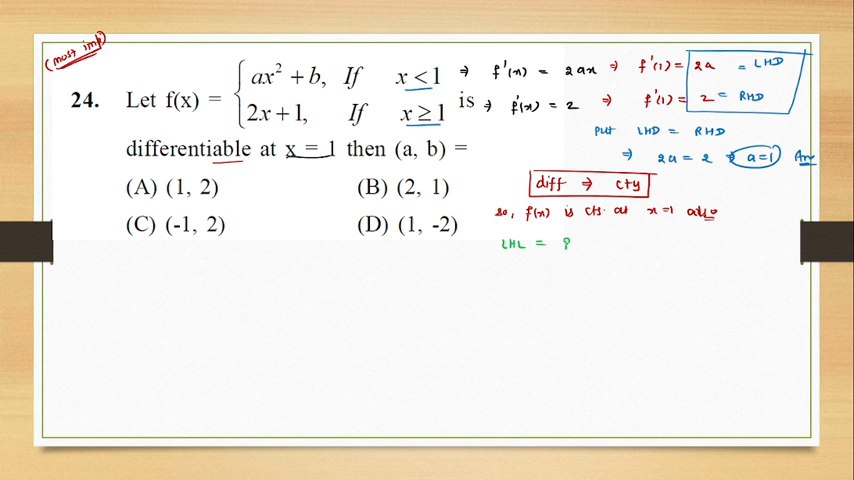 (most imp)
24. Let f(x) = { ax² + b, If x < 1
2x + 1, If x ≥ 1 is
differentiable at x = 1 then (a, b) =
(A) (1, 2) (B) (2, 1)
(C) (-1, 2) (D) (1, -2)
⇒ f'(x) = 2ax ⇒ f'(1) = 2a = LHD
⇒ f'(x) = 2 ⇒ f'(1) = 2 = RHD
put LHD = RHD
⇒ 2a = 2 ⇒ a=1 Ans
diff ⇒ cty
so, f(x) is cts at x=1 also
LHL =